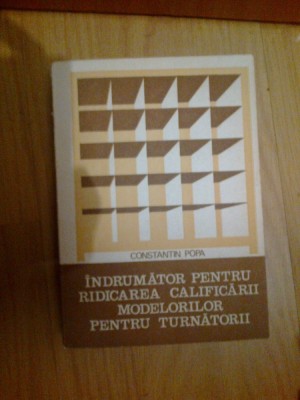 CONSTANTIN POPA
ÎNDRUMĂTOR PENTRU
RIDICAREA CALIFICĂRII
MODELORILOR
PENTRU TURNĂTORII